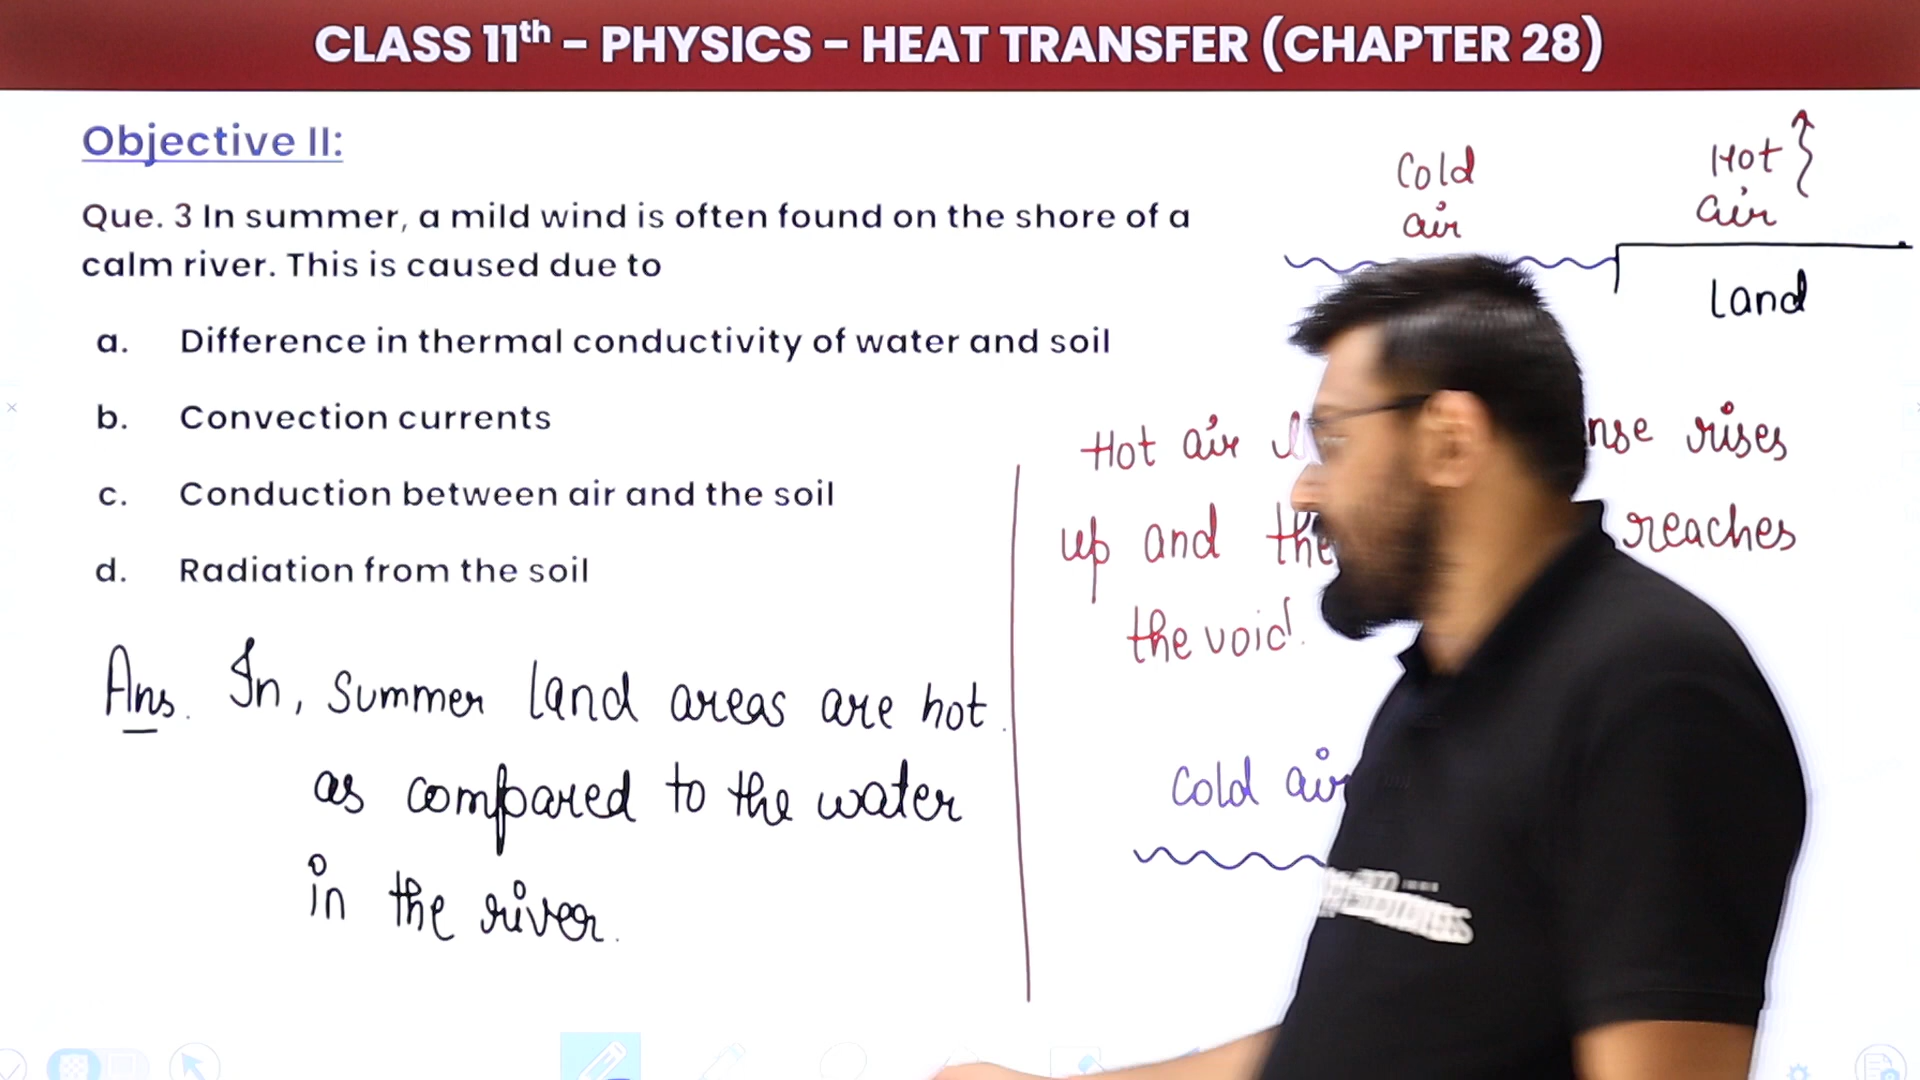 CLASS 11th – PHYSICS – HEAT TRANSFER (CHAPTER 28)
Objective II:
Que. 3 In summer, a mild wind is often found on the shore of a
calm river. This is caused due to
a. Difference in thermal conductivity of water and soil
b. Convection currents
c. Conduction between air and the soil
d. Radiation from the soil
Ans. In, summer land areas are hot
as compared to the water
in the river.
Cold
air
Hot
air
land
Hot air rises
up and reaches
the void.
Cold air